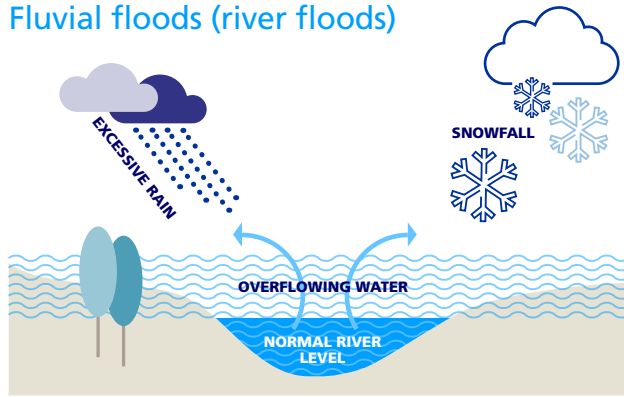 Fluvial floods (river floods)
EXCESSIVE RAIN
SNOWFALL
OVERFLOWING WATER
NORMAL RIVER
LEVEL